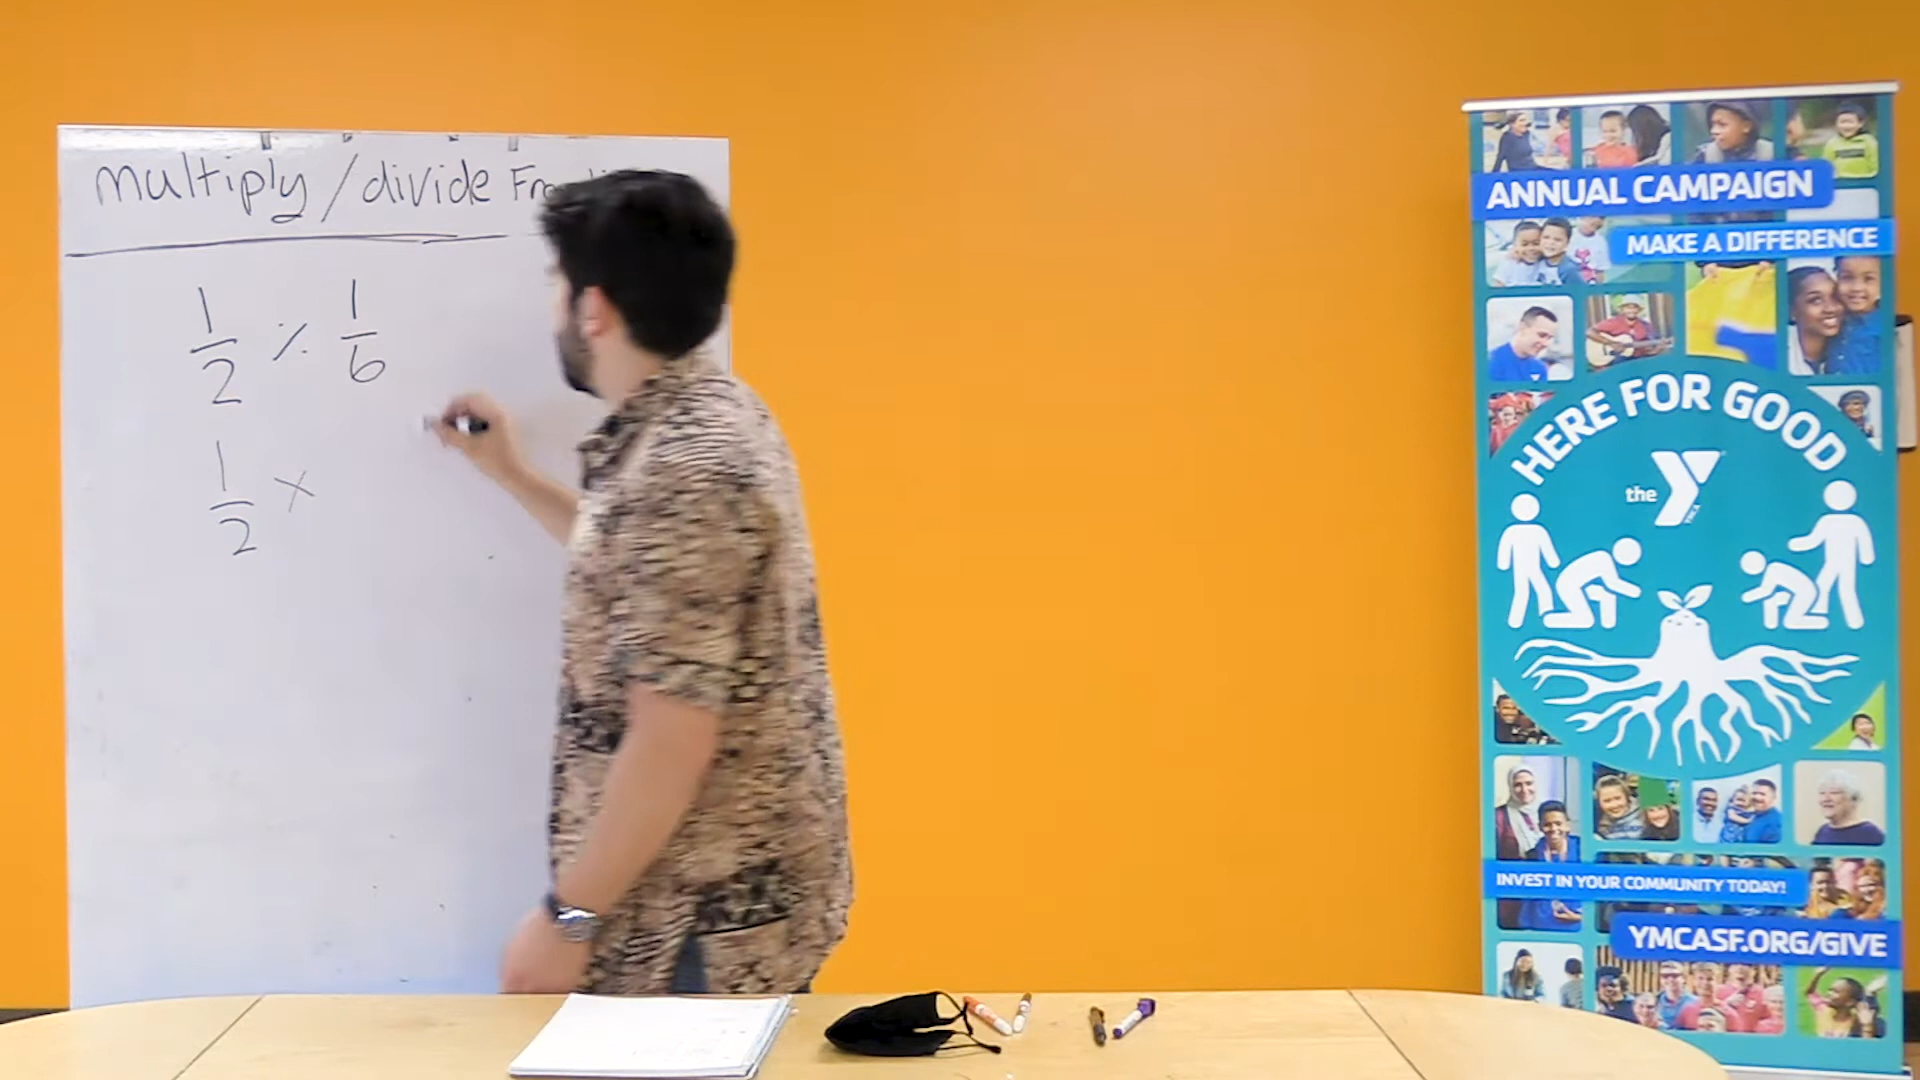 multiply / divide
1/2 ÷ 1/6
1/2 ×
ANNUAL CAMPAIGN
MAKE A DIFFERENCE
HERE FOR GOOD
the Y
YMCA
INVEST IN YOUR COMMUNITY TODAY!
YMCASF.ORG/GIVE